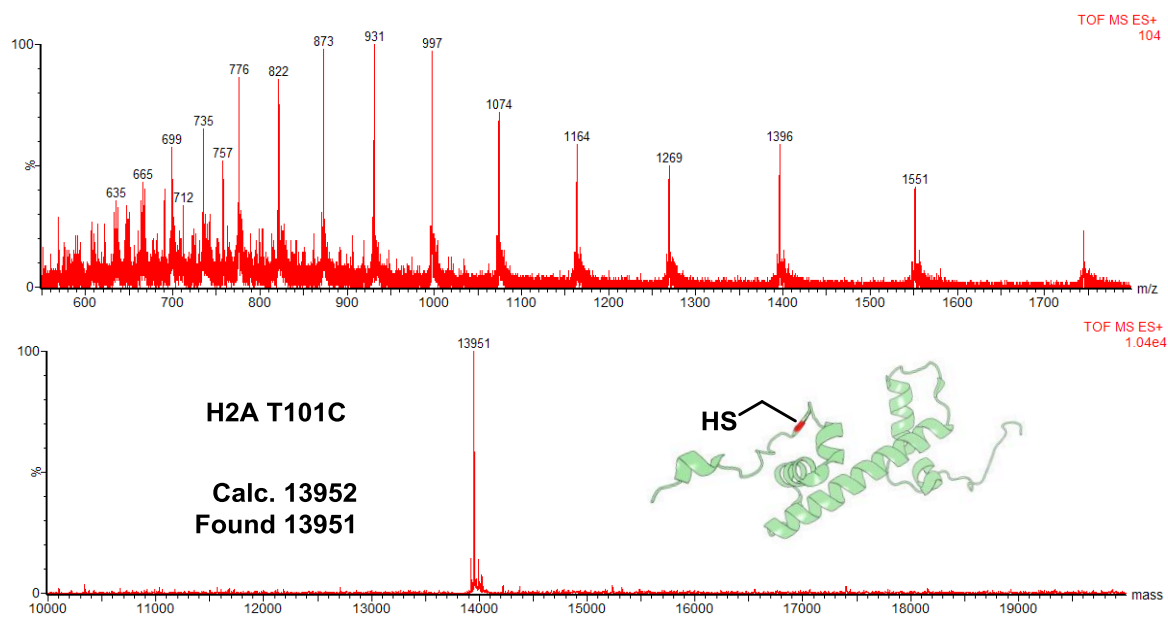 TOF MS ES+
104
100
%
0
635
665
699
712
735
757
776
822
873
931
997
1074
1164
1269
1396
1551
600 700 800 900 1000 1100 1200 1300 1400 1500 1600 1700
m/z
TOF MS ES+
1.04e4
100
%
0
13951
H2A T101C
Calc. 13952
Found 13951
HS
10000 11000 12000 13000 14000 15000 16000 17000 18000 19000
mass